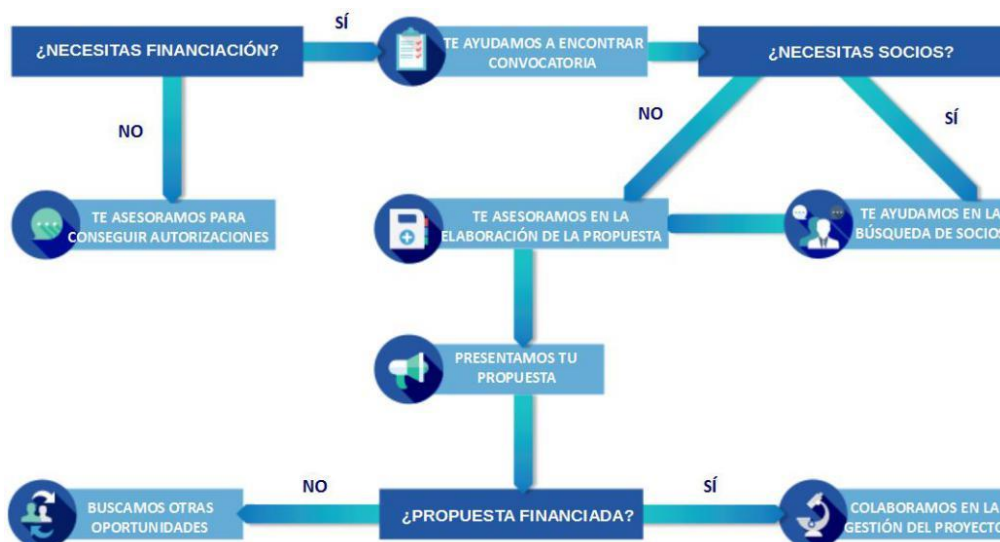 ¿NECESITAS FINANCIACIÓN?
SÍ
TE AYUDAMOS A ENCONTRAR
CONVOCATORIA
¿NECESITAS SOCIOS?
NO
NO
SÍ
TE ASESORAMOS PARA
CONSEGUIR AUTORIZACIONES
TE ASESORAMOS EN LA
ELABORACIÓN DE LA PROPUESTA
TE AYUDAMOS EN LA
BÚSQUEDA DE SOCIOS
PRESENTAMOS TU
PROPUESTA
BUSCAMOS OTRAS
OPORTUNIDADES
NO
¿PROPUESTA FINANCIADA?
SÍ
COLABORAMOS EN LA
GESTIÓN DEL PROYECTO